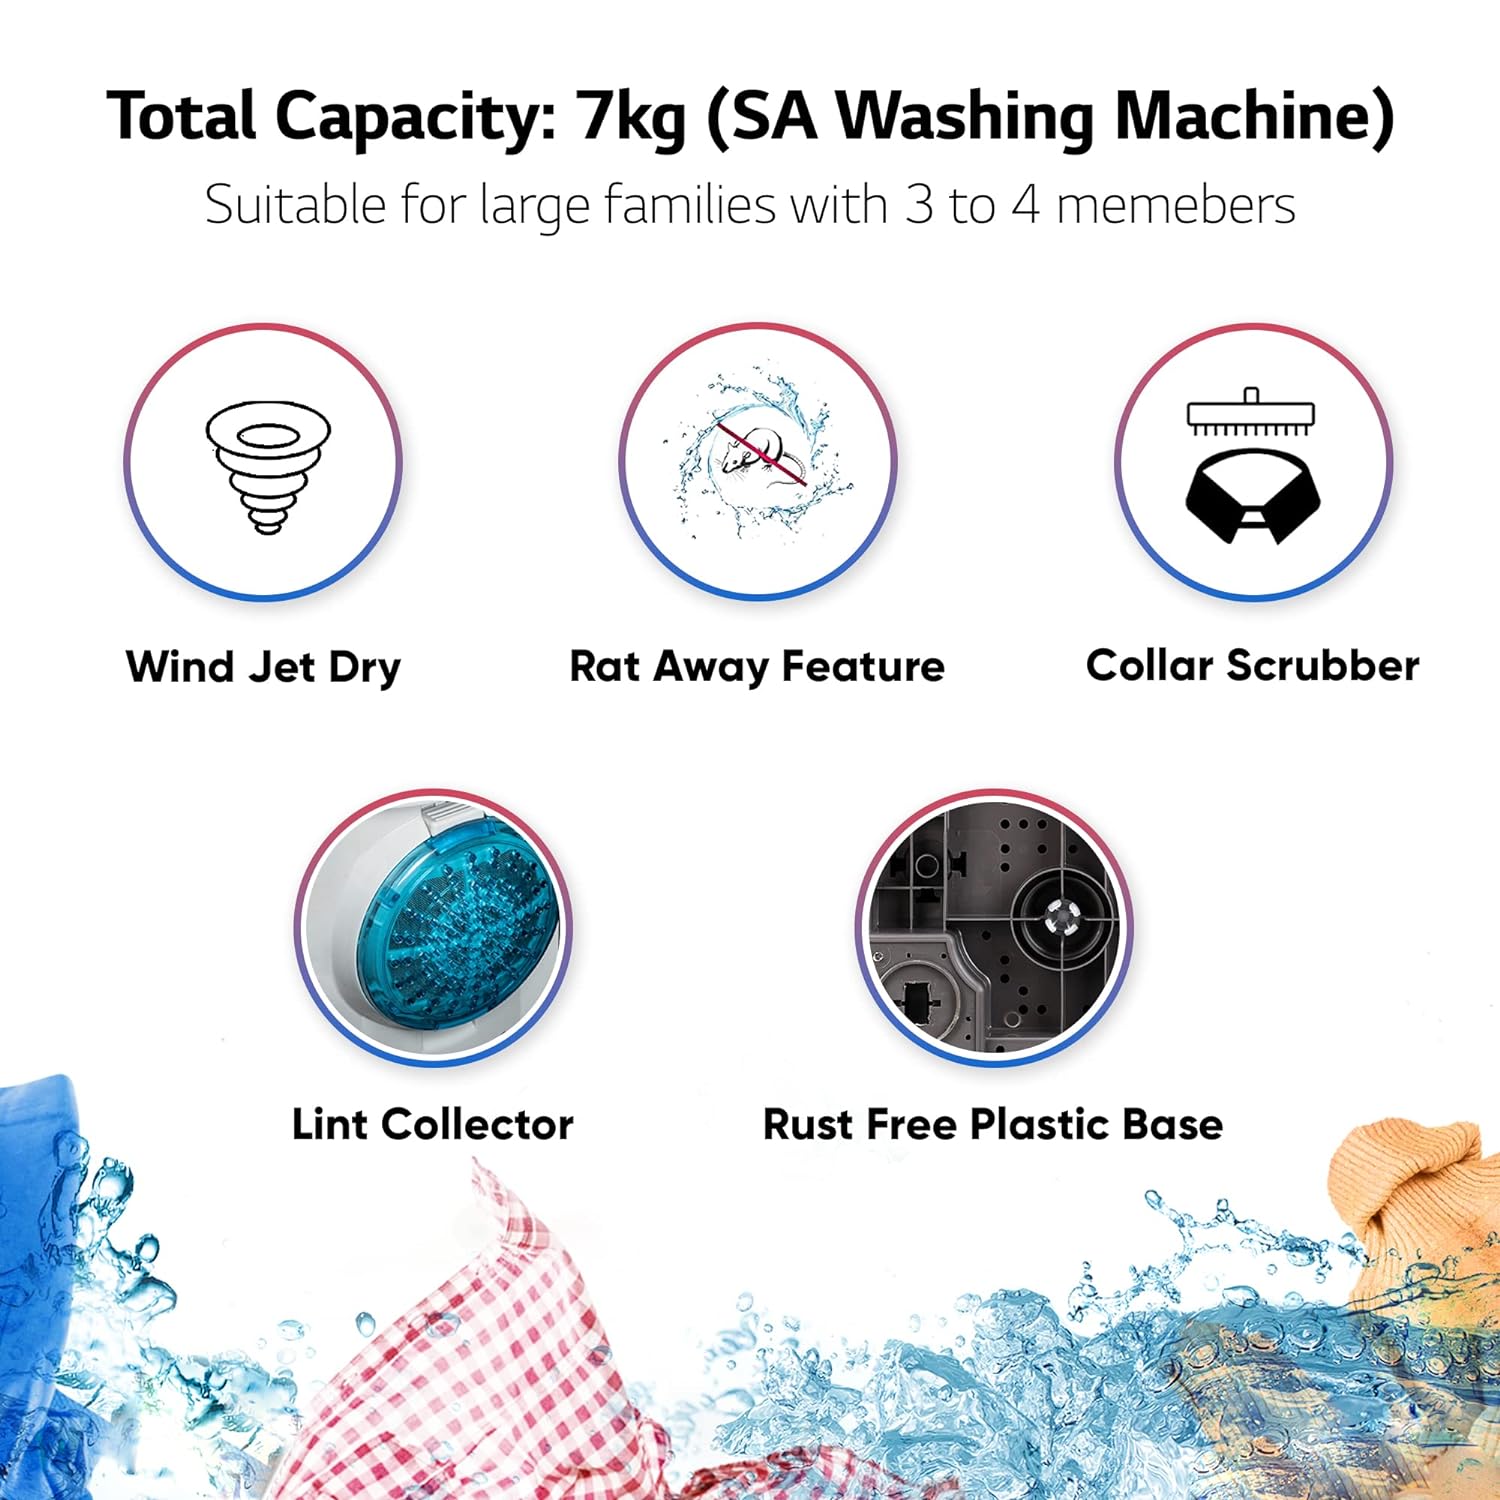 Total Capacity: 7kg (SA Washing Machine)
Suitable for large families with 3 to 4 memebers
Wind Jet Dry
Rat Away Feature
Collar Scrubber
Lint Collector
Rust Free Plastic Base